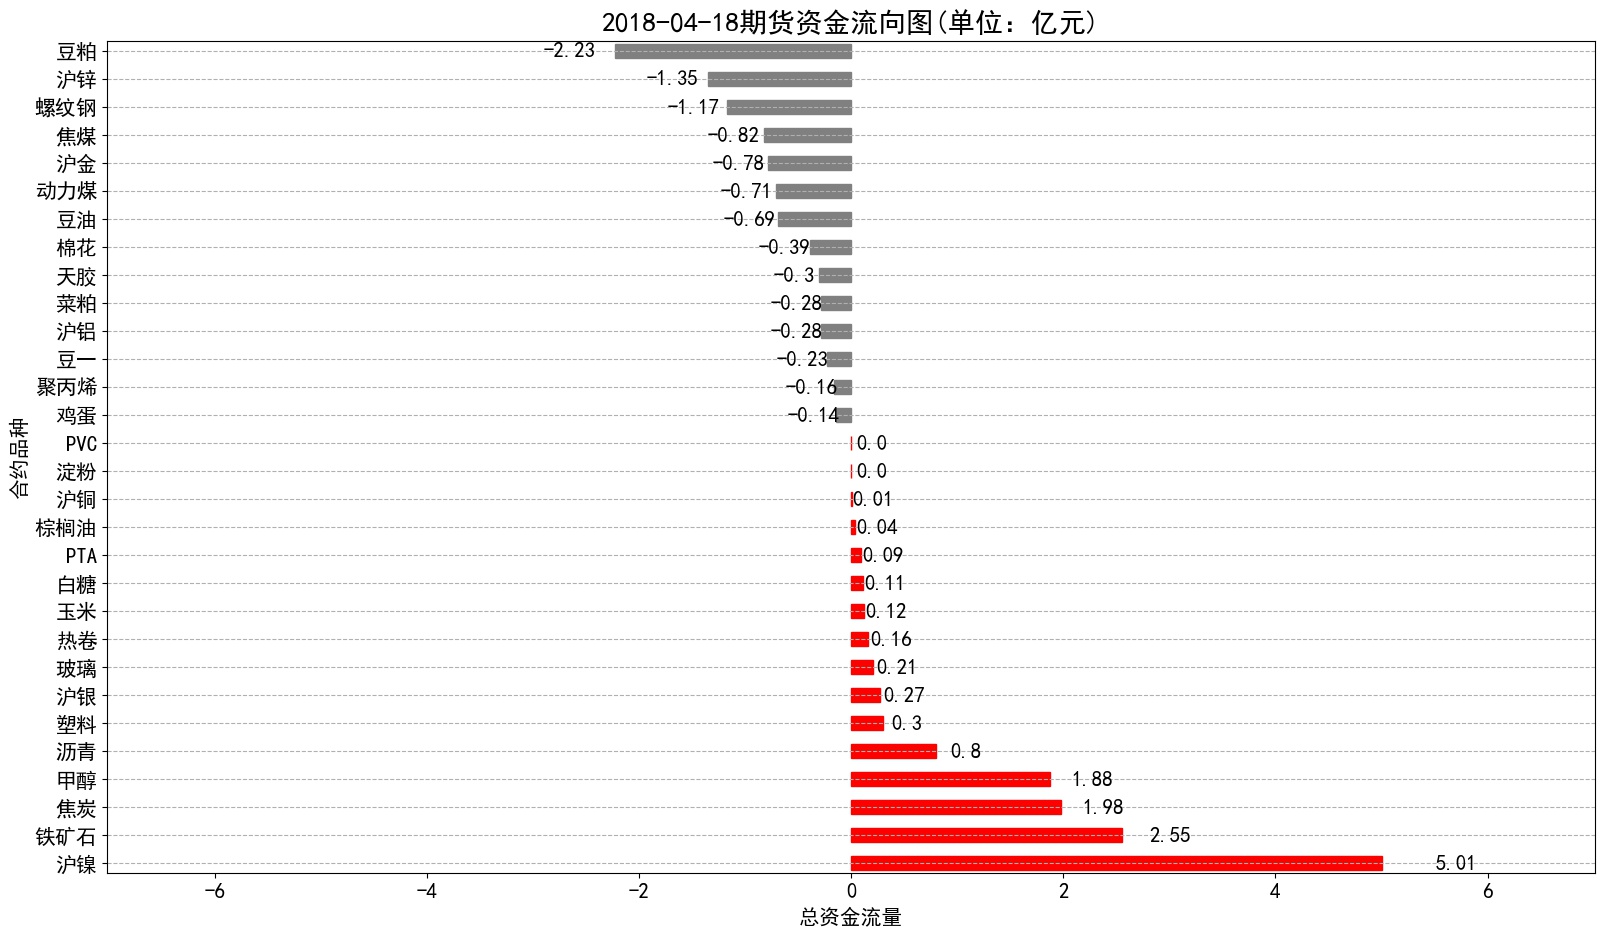 2018-04-18期货资金流向图(单位：亿元)
合约品种
豆粕 -2.23
沪锌 -1.35
螺纹钢 -1.17
焦煤 -0.82
沪金 -0.78
动力煤 -0.71
豆油 -0.69
棉花 -0.39
天胶 -0.3
菜粕 -0.28
沪铝 -0.28
豆一 -0.23
聚丙烯 -0.16
鸡蛋 -0.14
PVC 0.0
淀粉 0.0
沪铜 0.01
棕榈油 0.04
PTA 0.09
白糖 0.11
玉米 0.12
热卷 0.16
玻璃 0.21
沪银 0.27
塑料 0.3
沥青 0.8
甲醇 1.88
焦炭 1.98
铁矿石 2.55
沪镍 5.01
-6 -4 -2 0 2 4 6
总资金流量